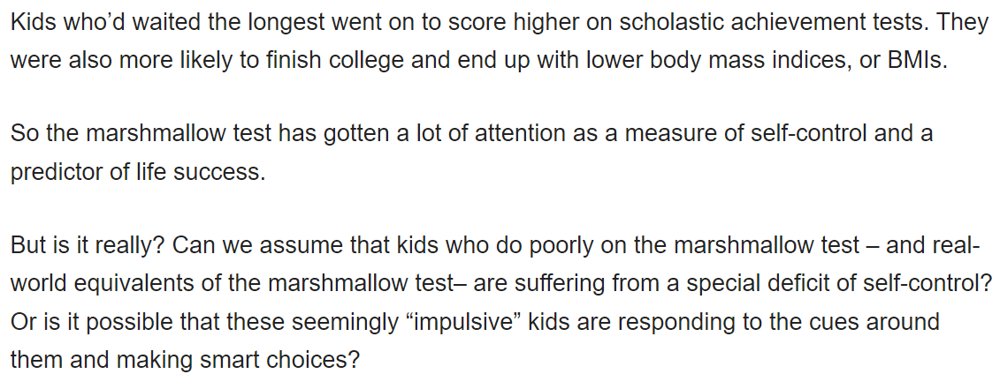 Kids who’d waited the longest went on to score higher on scholastic achievement tests. They
were also more likely to finish college and end up with lower body mass indices, or BMIs.
So the marshmallow test has gotten a lot of attention as a measure of self-control and a
predictor of life success.
But is it really? Can we assume that kids who do poorly on the marshmallow test – and real-
world equivalents of the marshmallow test– are suffering from a special deficit of self-control?
Or is it possible that these seemingly “impulsive” kids are responding to the cues around
them and making smart choices?